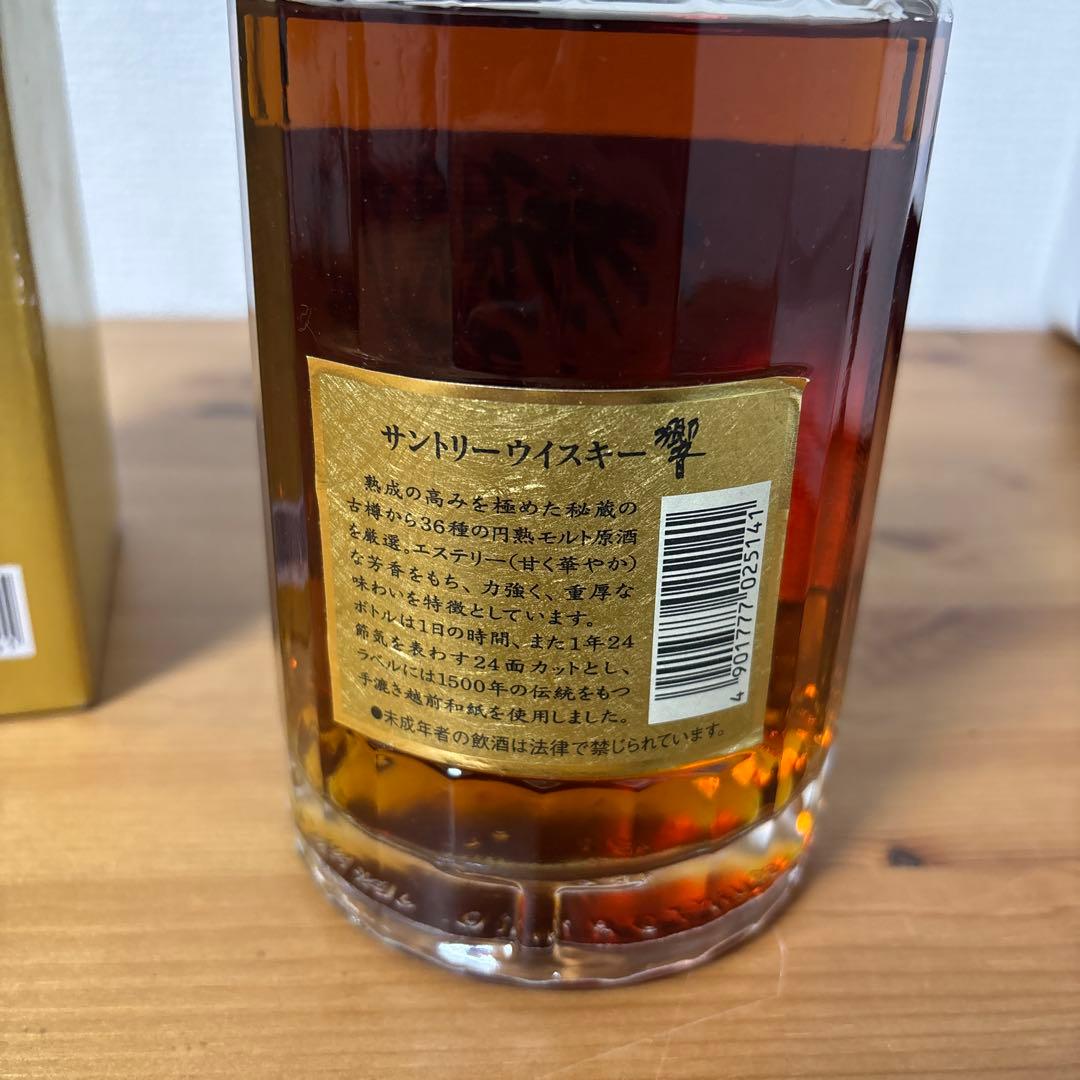 サントリーウイスキー響
熟成の高みを極めた秘蔵の
古樽から36種の円熟モルト原酒
を厳選。エステリー(甘く華やか)
な芳香をもち、力強く、重厚な
味わいを特徴としています。
ボトルは1日の時間、また1年24
節気を表わす24面カットとし、
ラベルには1500年の伝統をもつ
手漉き越前和紙を使用しました。
●未成年者の飲酒は法律で禁じられています。
4 901777 025141